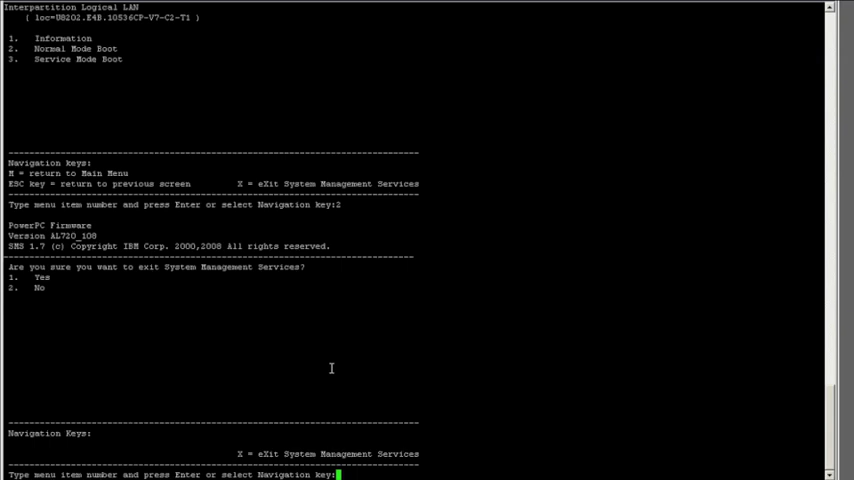 Interpartition Logical LAN
( loc=U8202.E4B.10536CP-V7-C2-T1 )
1. Information
2. Normal Mode Boot
3. Service Mode Boot
-------------------------------------------------------------------------------
Navigation keys:
M = return to Main Menu
ESC key = return to previous screen X = eXit System Management Services
-------------------------------------------------------------------------------
Type menu item number and press Enter or select Navigation key:2
PowerPC Firmware
Version AL720_108
SMS 1.7 (c) Copyright IBM Corp. 2000,2008 All rights reserved.
-------------------------------------------------------------------------------
Are you sure you want to exit System Management Services?
1. Yes
2. No
-------------------------------------------------------------------------------
Navigation Keys:
X = eXit System Management Services
-------------------------------------------------------------------------------
Type menu item number and press Enter or select Navigation key: